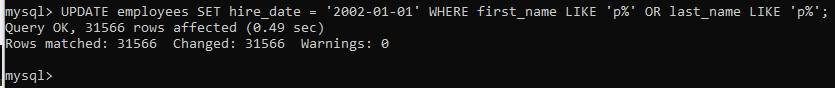 mysql> UPDATE employees SET hire_date = '2002-01-01' WHERE first_name LIKE 'p%' OR last_name LIKE 'p%';
Query OK, 31566 rows affected (0.49 sec)
Rows matched: 31566  Changed: 31566  Warnings: 0
mysql>